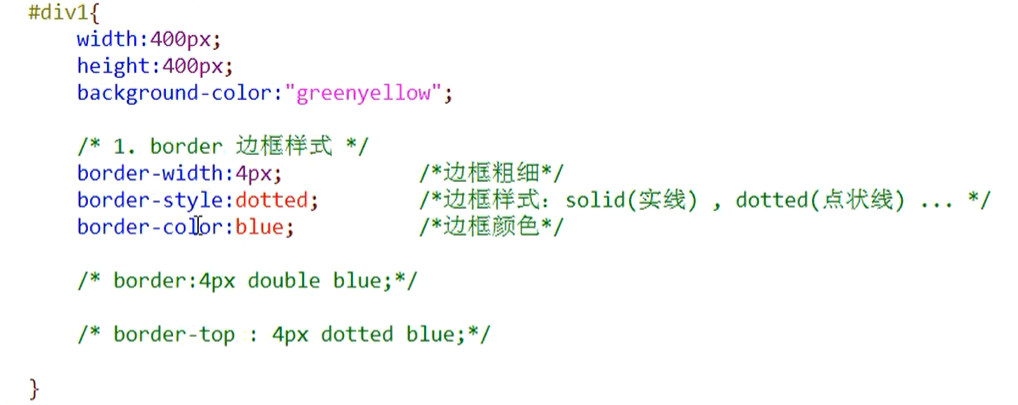 #div1{
width:400px;
height:400px;
background-color:"greenyellow";
/* 1. border 边框样式 */
border-width:4px; /*边框粗细*/
border-style:dotted; /*边框样式：solid(实线) , dotted(点状线) ... */
border-color:blue; /*边框颜色*/
/* border:4px double blue;*/
/* border-top : 4px dotted blue;*/
}